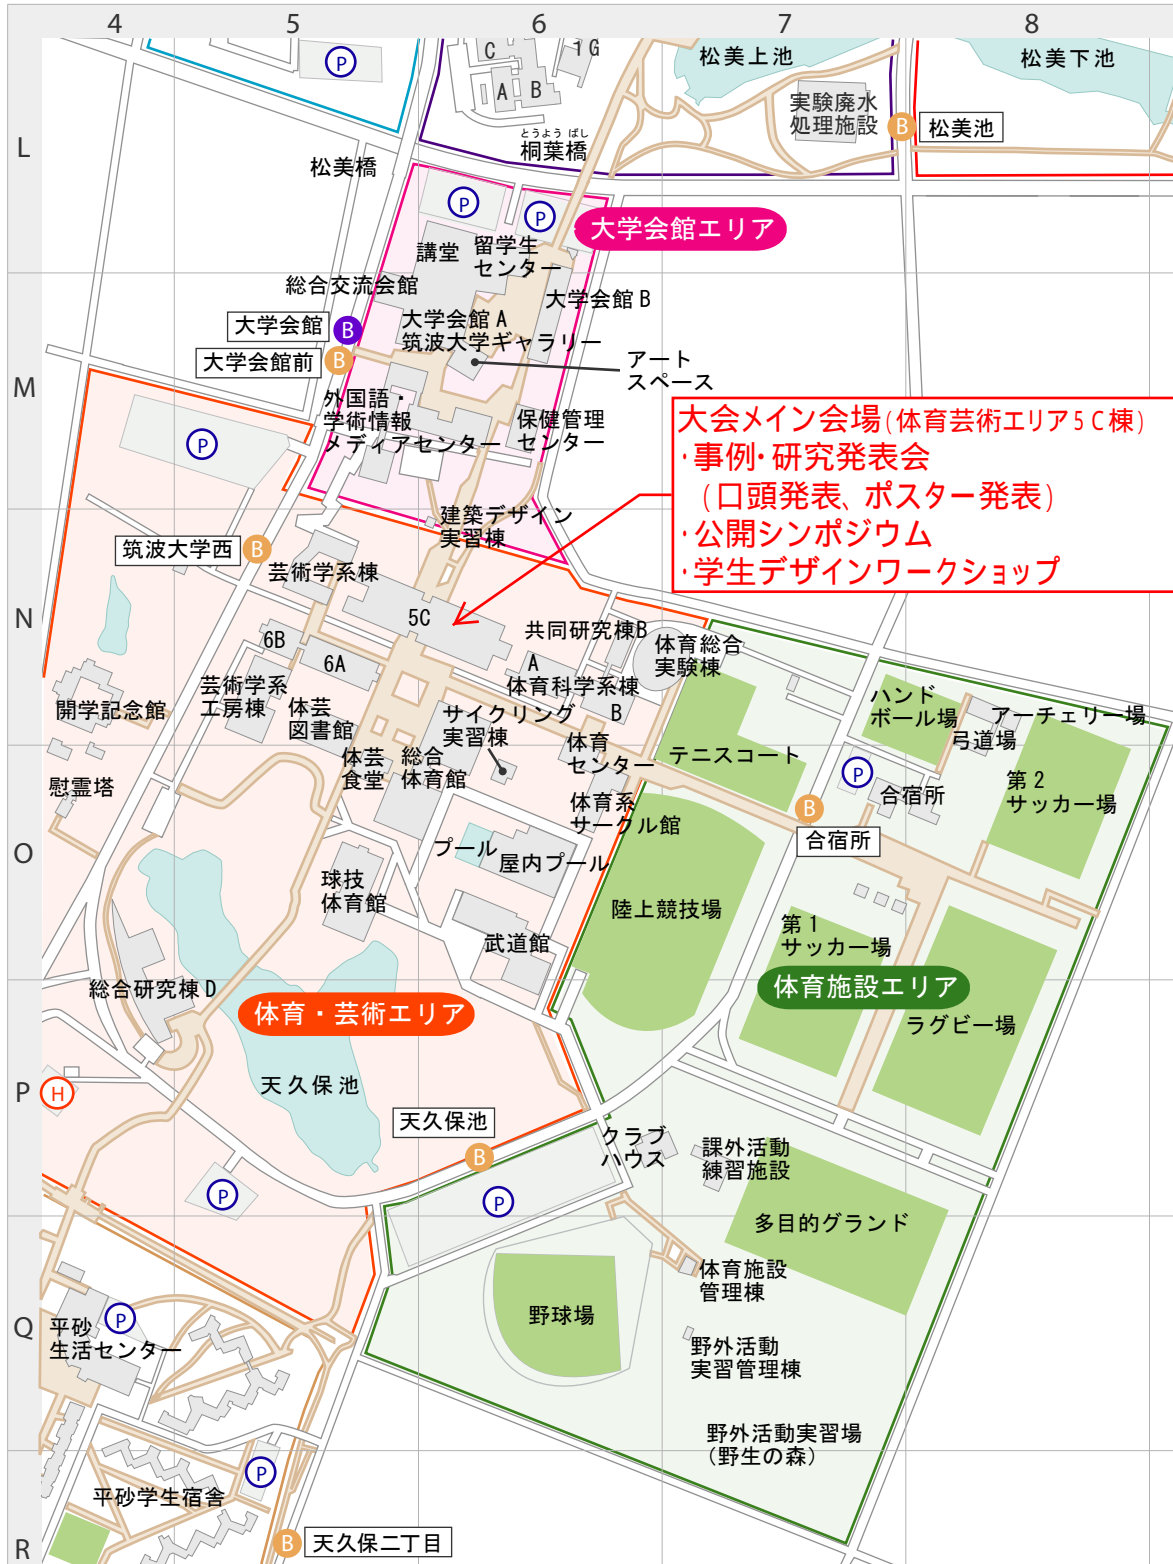 4 5 6 7 8
L
M
N
O
P
Q
R
P
C
1G
A
B
松美上池
松美下池
実験廃水
処理施設
B
松美池
とうよう ばし
桐葉橋
松美橋
P
P
大学会館エリア
講堂
留学生
センター
総合交流会館
大学会館 B
大学会館
B
大学会館 A
筑波大学ギャラリー
大学会館前
B
アート
スペース
外国語・
学術情報
メディアセンター
保健管理
センター
P
大会メイン会場(体育芸術エリア5C棟)
・事例・研究発表会
(口頭発表、ポスター発表)
・公開シンポジウム
・学生デザインワークショップ
建築デザイン
実習棟
筑波大学西
B
芸術学系棟
5C
共同研究棟B
体育総合
実験棟
6B
6A
A
体育科学系棟
B
芸術学系
工房棟
体芸
図書館
開学記念館
サイクリング
実習棟
体育
センター
テニスコート
ハンド
ボール場
アーチェリー場
弓道場
体芸
食堂
総合
体育館
P
慰霊塔
体育系
サークル館
合宿所
第2
サッカー場
B
合宿所
プール
屋内プール
球技
体育館
陸上競技場
第1
サッカー場
武道館
総合研究棟D
体育・芸術エリア
体育施設エリア
ラグビー場
H
天久保池
天久保池
B
クラブ
ハウス
課外活動
練習施設
P
P
多目的グランド
体育施設
管理棟
平砂
生活センター
P
野球場
野外活動
実習管理棟
野外活動実習場
(野生の森)
P
平砂学生宿舎
B
天久保二丁目